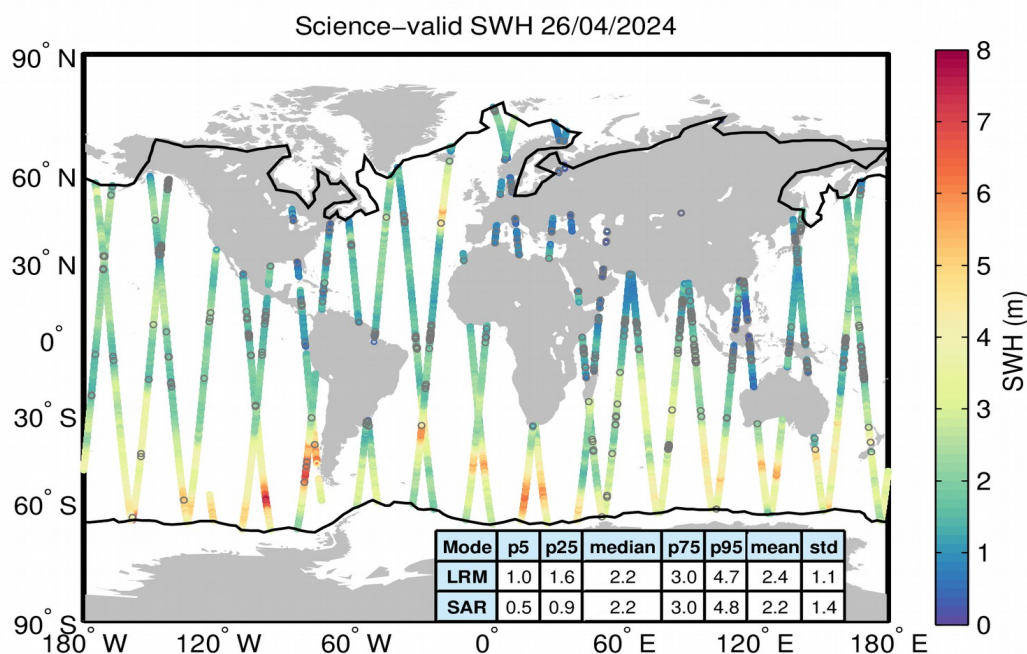 Science−valid SWH 26/04/2024
90° N
60° N
30° N
0°
30° S
60° S
90° S
180° W
120° W
60° W
0°
60° E
120° E
180° E
Mode p5 p25 median p75 p95 mean std
LRM 1.0 1.6 2.2 3.0 4.7 2.4 1.1
SAR 0.5 0.9 2.2 3.0 4.8 2.2 1.4
8
7
6
5
4
3
2
1
0
SWH (m)